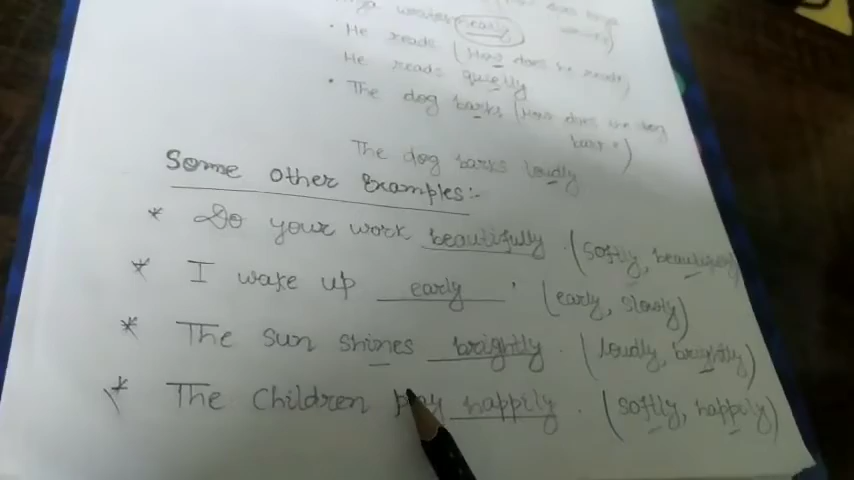 early
• He reads (How does he reads)
He reads quietly
• The dog barks (How does the dog
bark?)
The dog barks loudly
Some other Examples:-
* Do your work beautifully. (softly, beautifully)
* I wake up early. (early, slowly)
* The sun shines brightly. (loudly, brightly)
* The children play happily. (softly, happily)